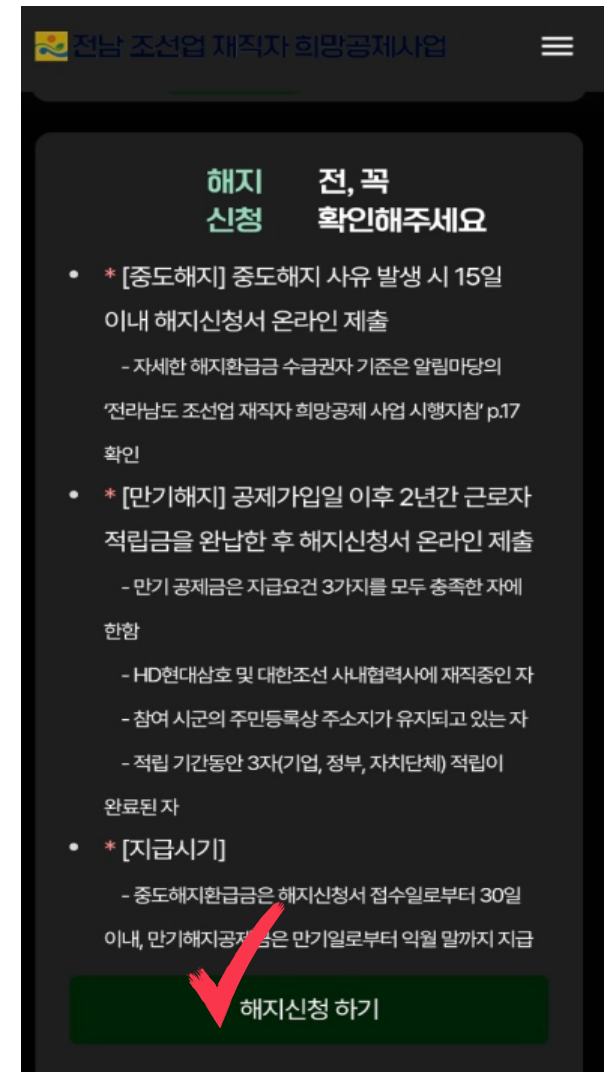 전남 조선업 재직자 희망공제사업
해지 전, 꼭
신청 확인해주세요
• * [중도해지] 중도해지 사유 발생 시 15일
이내 해지신청서 온라인 제출
- 자세한 해지환급금 수급권자 기준은 알림마당의
'전라남도 조선업 재직자 희망공제 사업 시행지침' p.17
확인
• * [만기해지] 공제가입일 이후 2년간 근로자
적립금을 완납한 후 해지신청서 온라인 제출
- 만기 공제금은 지급요건 3가지를 모두 충족한 자에
한함
- HD현대삼호 및 대한조선 사내협력사에 재직중인 자
- 참여 시군의 주민등록상 주소지가 유지되고 있는 자
- 적립 기간동안 3자(기업, 정부, 자치단체) 적립이
완료된 자
• * [지급시기]
- 중도해지환급금은 해지신청서 접수일로부터 30일
이내, 만기해지공제금은 만기일로부터 익월 말까지 지급
해지신청 하기